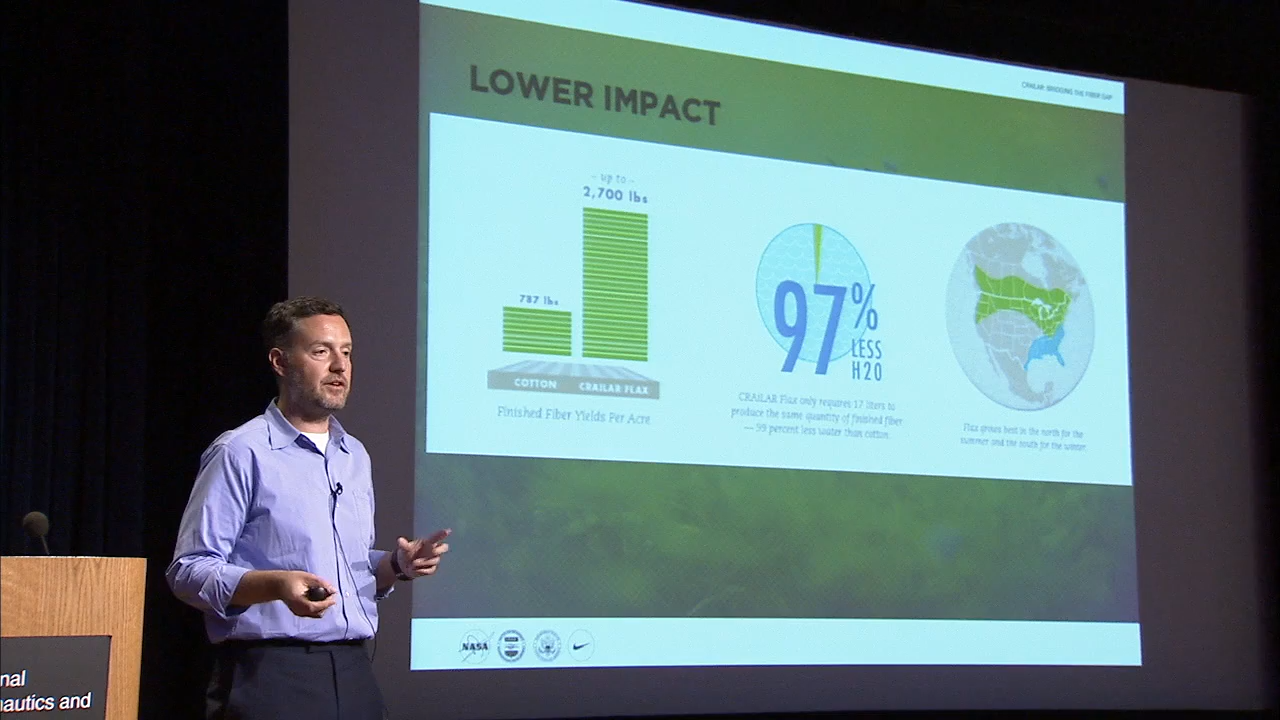 CRAILAR: BRIDGING THE FIBER GAP
LOWER IMPACT
- up to -
2,700 lbs
787 lbs
COTTON
CRAILAR FLAX
Finished Fiber Yields Per Acre
97%
LESS
H20
CRAILAR Flax only requires 17 liters to
produce the same quantity of finished fiber
— 99 percent less water than cotton.
Flax grows best in the north for the
summer and the south for the winter.
NASA
nal
nautics and